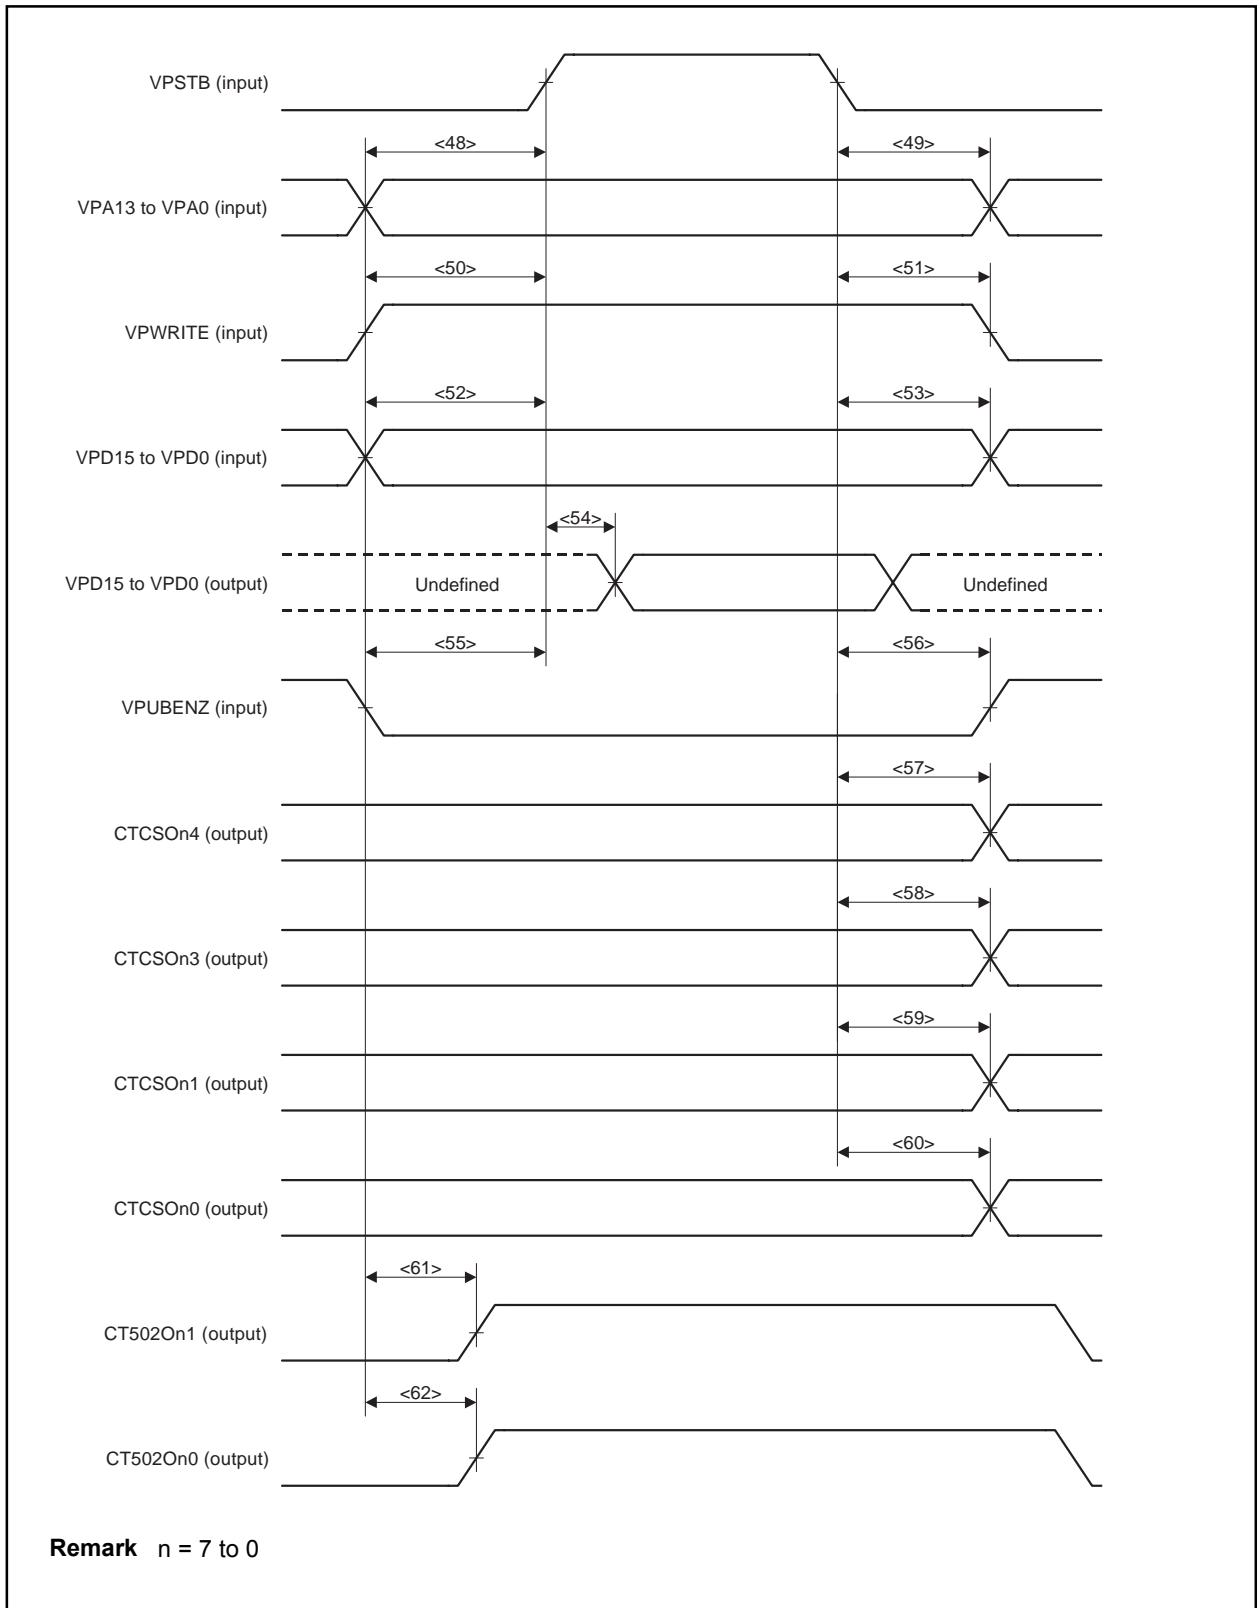 VPSTB (input)
<48>
<49>
VPA13 to VPA0 (input)
<50>
<51>
VPWRITE (input)
<52>
<53>
VPD15 to VPD0 (input)
<54>
VPD15 to VPD0 (output)
Undefined
Undefined
<55>
<56>
VPUBENZ (input)
<57>
CTCSOn4 (output)
<58>
CTCSOn3 (output)
<59>
CTCSOn1 (output)
<60>
CTCSOn0 (output)
<61>
CT502On1 (output)
<62>
CT502On0 (output)
Remark n = 7 to 0